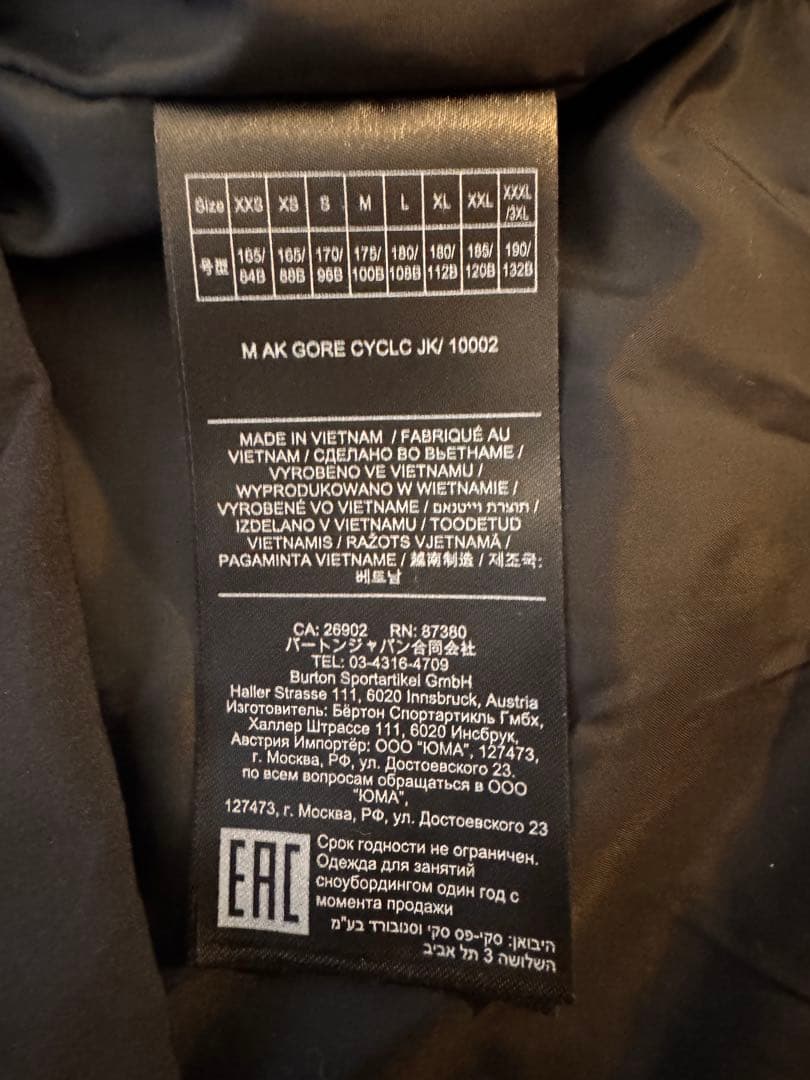 Size XXS XS S M L XL XXL XXXL/3XL
号型 165/84B 165/88B 170/96B 175/100B 180/108B 180/112B 185/120B 190/132B
M AK GORE CYCLC JK/ 10002
MADE IN VIETNAM / FABRIQUÉ AU
VIETNAM / СДЕЛАНО ВО ВЬЕТНАМЕ /
VYROBENO VE VIETNAMU /
WYPRODUKOWANO W WIETNAMIE /
VYROBENÉ VO VIETNAME / תוצרת וייטנאם /
IZDELANO V VIETNAMU / TOODETUD
VIETNAMIS / RAŽOTS VJETNAMĀ /
PAGAMINTA VIETNAME / 越南制造 / 제조국:
베트남
CA: 26902 RN: 87380
バートンジャパン合同会社
TEL: 03-4316-4709
Burton Sportartikel GmbH
Haller Strasse 111, 6020 Innsbruck, Austria
Изготовитель: Бёртон Спортартикль Гмбх,
Халлер Штрассе 111, 6020 Инсбрук,
Австрия Импортёр: ООО "ЮМА", 127473,
г. Москва, РФ, ул. Достоевского 23.
по всем вопросам обращаться в ООО
"ЮМА",
127473, г. Москва, РФ, ул. Достоевского 23
EAC
Срок годности не ограничен.
Одежда для занятий
сноубордингом один год с
момента продажи
היבואן: סקי-פס סקי וסנובורד בע"מ
השלושה 3 תל אביב